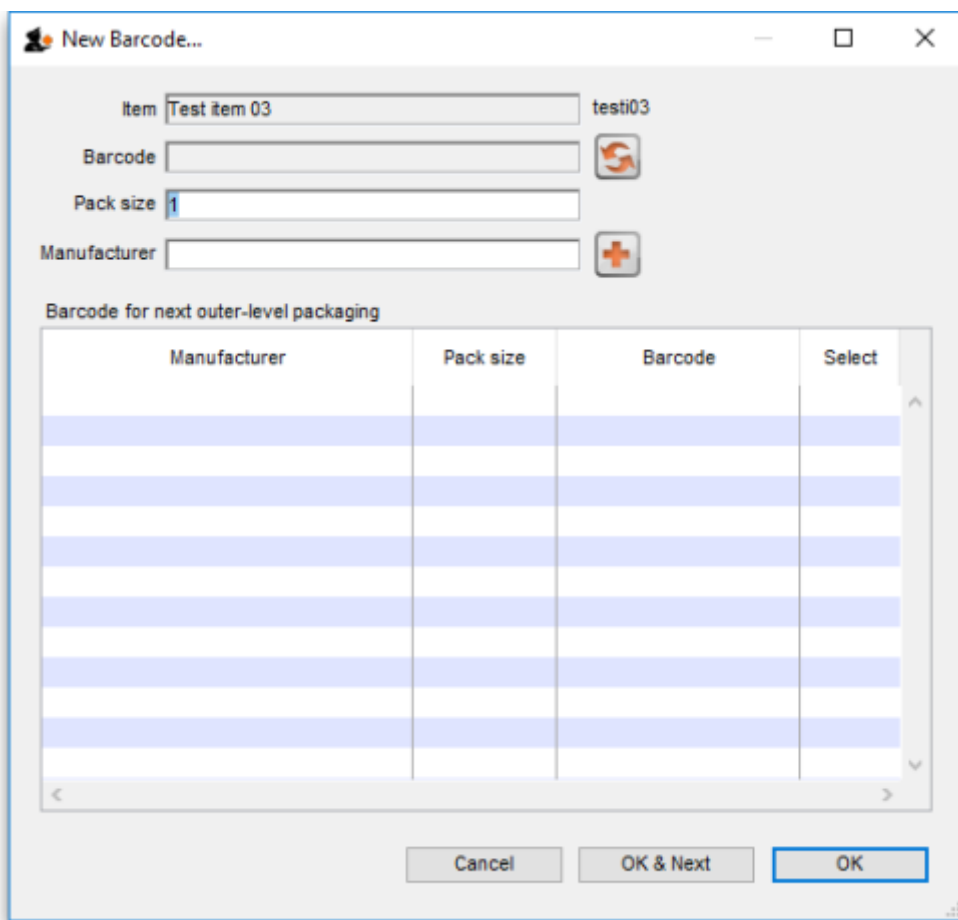 New Barcode...
Item Test item 03 testi03
Barcode
Pack size 1
Manufacturer
Barcode for next outer-level packaging
Manufacturer Pack size Barcode Select
Cancel OK & Next OK